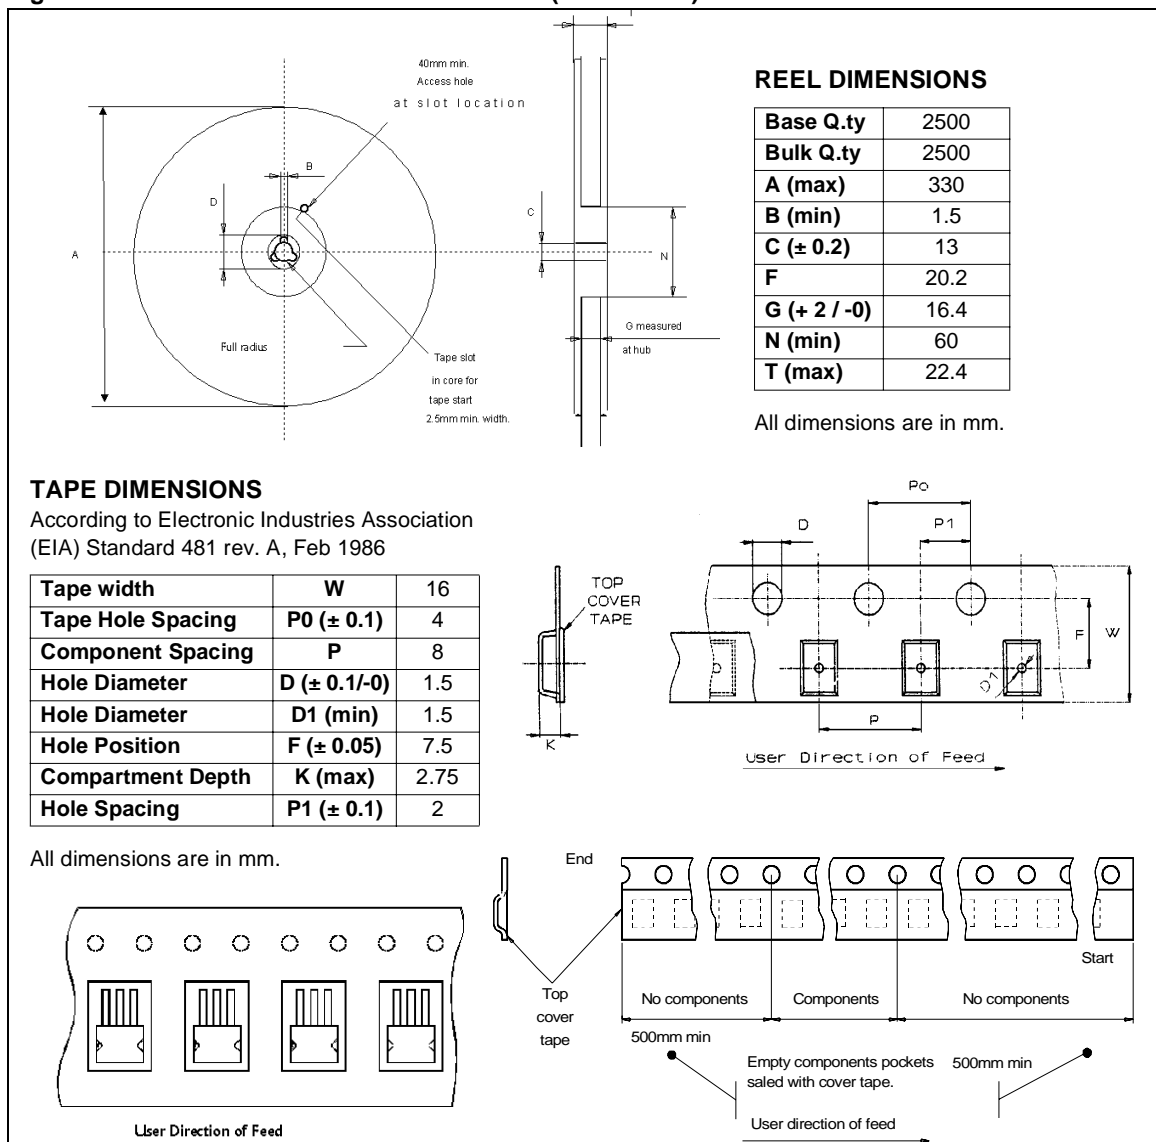 T
40mm min.
Access hole
at slot location
B
D
A
C
N
Full radius
Tape slot
in core for
tape start
2.5mm min. width.
G measured
at hub
REEL DIMENSIONS
Base Q.ty 2500
Bulk Q.ty 2500
A (max) 330
B (min) 1.5
C (± 0.2) 13
F 20.2
G (+ 2 / -0) 16.4
N (min) 60
T (max) 22.4
All dimensions are in mm.
TAPE DIMENSIONS
According to Electronic Industries Association
(EIA) Standard 481 rev. A, Feb 1986
Tape width W 16
Tape Hole Spacing P0 (± 0.1) 4
Component Spacing P 8
Hole Diameter D (± 0.1/-0) 1.5
Hole Diameter D1 (min) 1.5
Hole Position F (± 0.05) 7.5
Compartment Depth K (max) 2.75
Hole Spacing P1 (± 0.1) 2
All dimensions are in mm.
TOP
COVER
TAPE
K
Po
D
P1
F
W
D1
P
User Direction of Feed
End
Start
Top
cover
tape
No components
Components
No components
500mm min
Empty components pockets
saled with cover tape.
500mm min
User direction of feed
User Direction of Feed